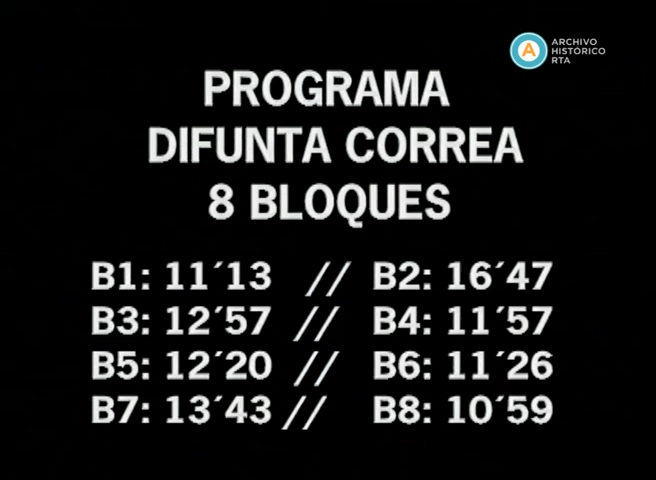 A
ARCHIVO
HISTORICO
RTA
PROGRAMA
DIFUNTA CORREA
8 BLOQUES
B1: 11´13 // B2: 16´47
B3: 12´57 // B4: 11´57
B5: 12´20 // B6: 11´26
B7: 13´43 // B8: 10´59